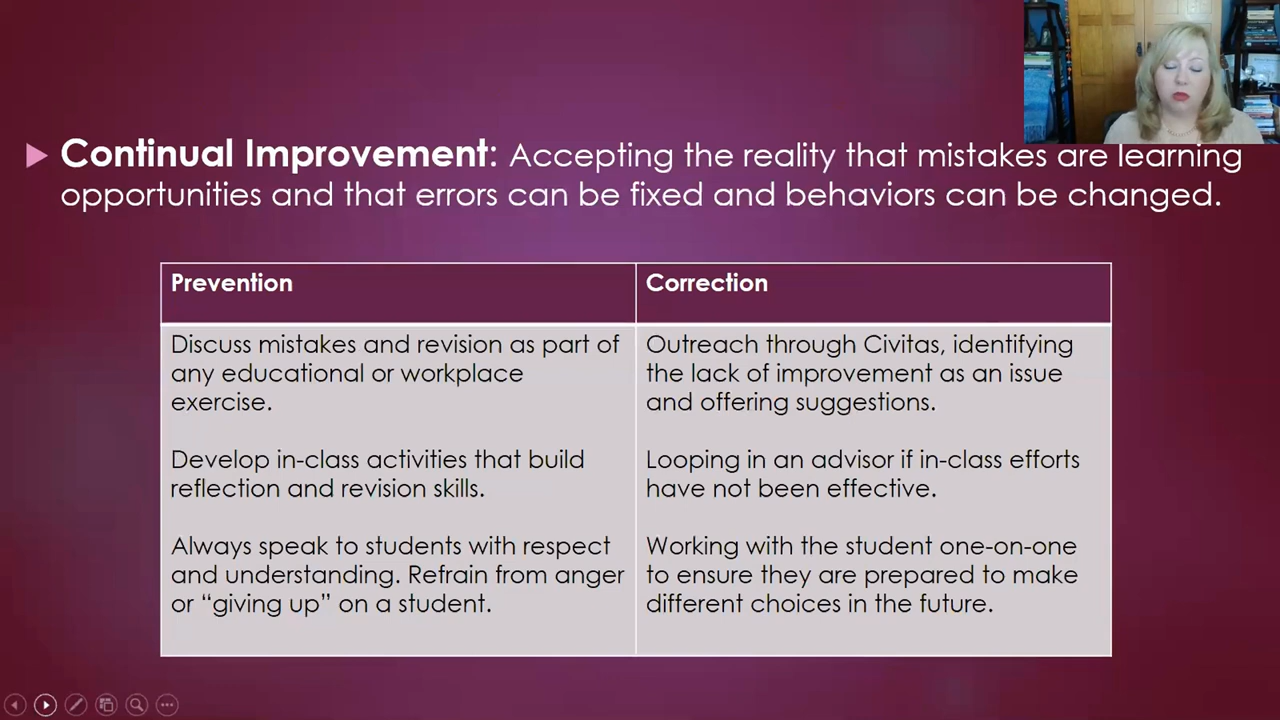 Continual Improvement: Accepting the reality that mistakes are learning
opportunities and that errors can be fixed and behaviors can be changed.
Prevention
Discuss mistakes and revision as part of
any educational or workplace
exercise.
Develop in-class activities that build
reflection and revision skills.
Always speak to students with respect
and understanding. Refrain from anger
or “giving up” on a student.
Correction
Outreach through Civitas, identifying
the lack of improvement as an issue
and offering suggestions.
Looping in an advisor if in-class efforts
have not been effective.
Working with the student one-on-one
to ensure they are prepared to make
different choices in the future.